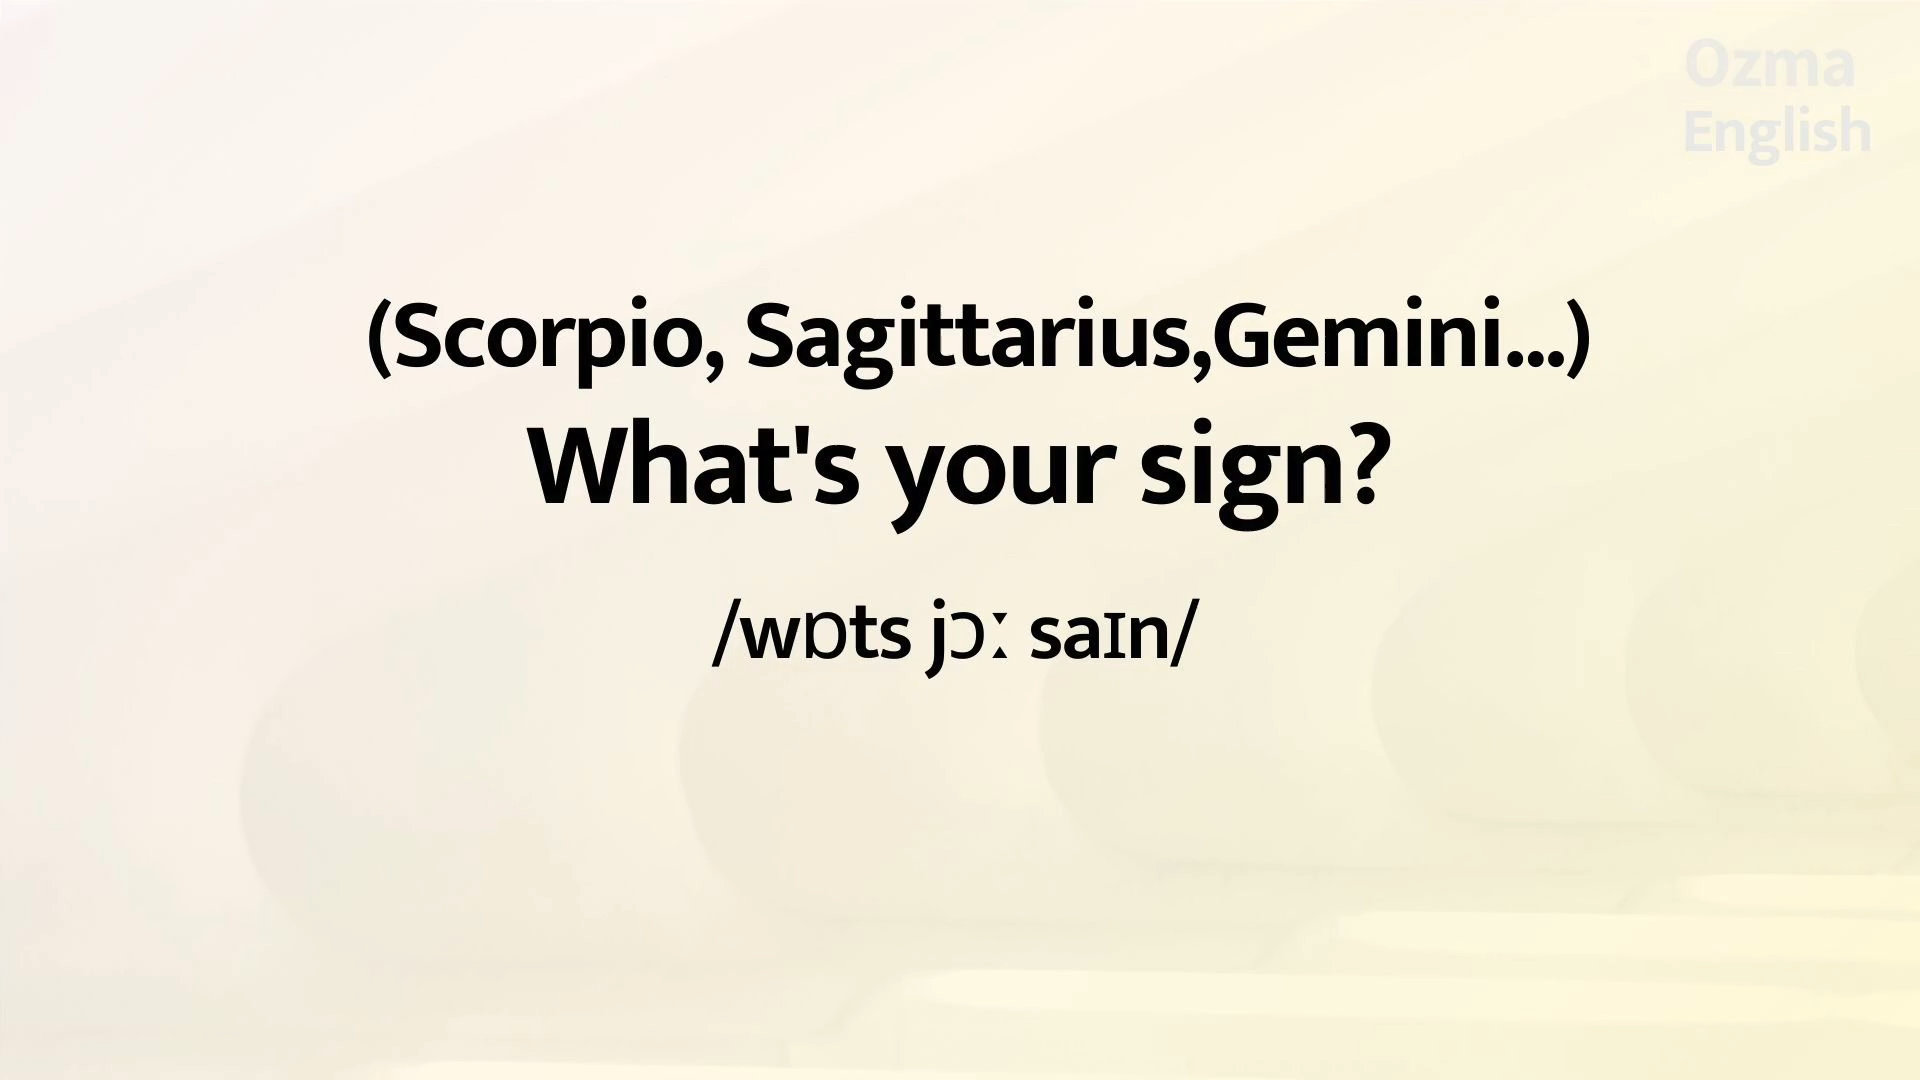 Ozma
English
(Scorpio, Sagittarius,Gemini...)
What's your sign?
/wɒts jɔː saɪn/